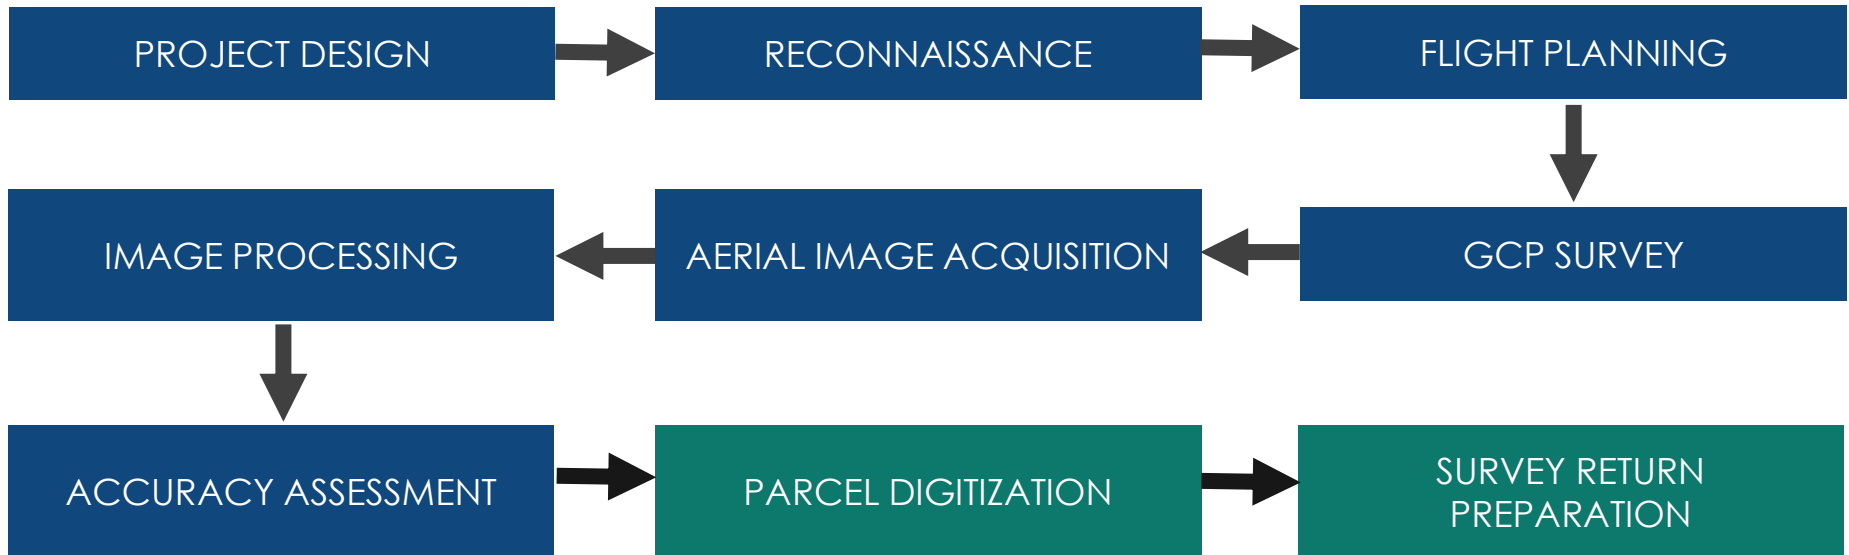 PROJECT DESIGN
RECONNAISSANCE
FLIGHT PLANNING
GCP SURVEY
AERIAL IMAGE ACQUISITION
IMAGE PROCESSING
ACCURACY ASSESSMENT
PARCEL DIGITIZATION
SURVEY RETURN
PREPARATION